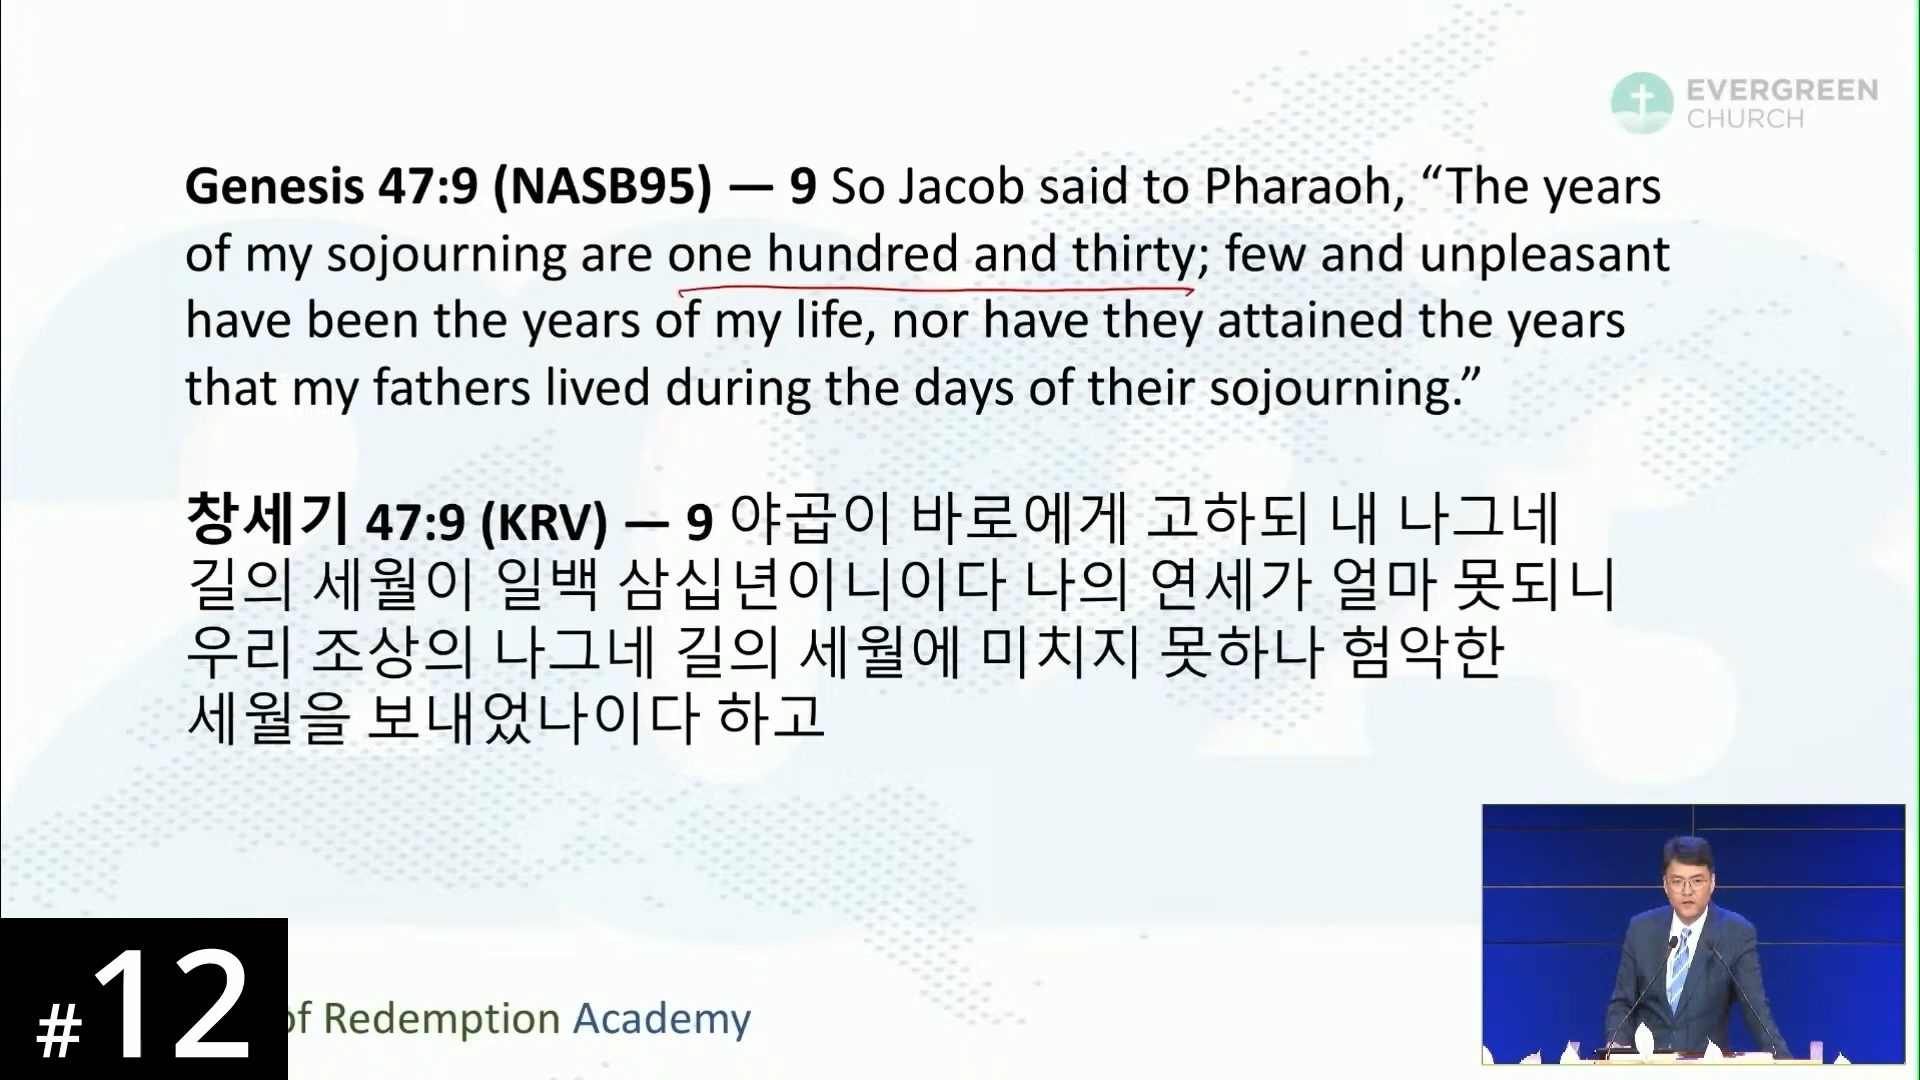 EVERGREEN
CHURCH
Genesis 47:9 (NASB95) — 9 So Jacob said to Pharaoh, “The years
of my sojourning are one hundred and thirty; few and unpleasant
have been the years of my life, nor have they attained the years
that my fathers lived during the days of their sojourning.”
창세기 47:9 (KRV) — 9 야곱이 바로에게 고하되 내 나그네
길의 세월이 일백 삼십년이니이다 나의 연세가 얼마 못되니
우리 조상의 나그네 길의 세월에 미치지 못하나 험악한
세월을 보내었나이다 하고
#12
of Redemption Academy